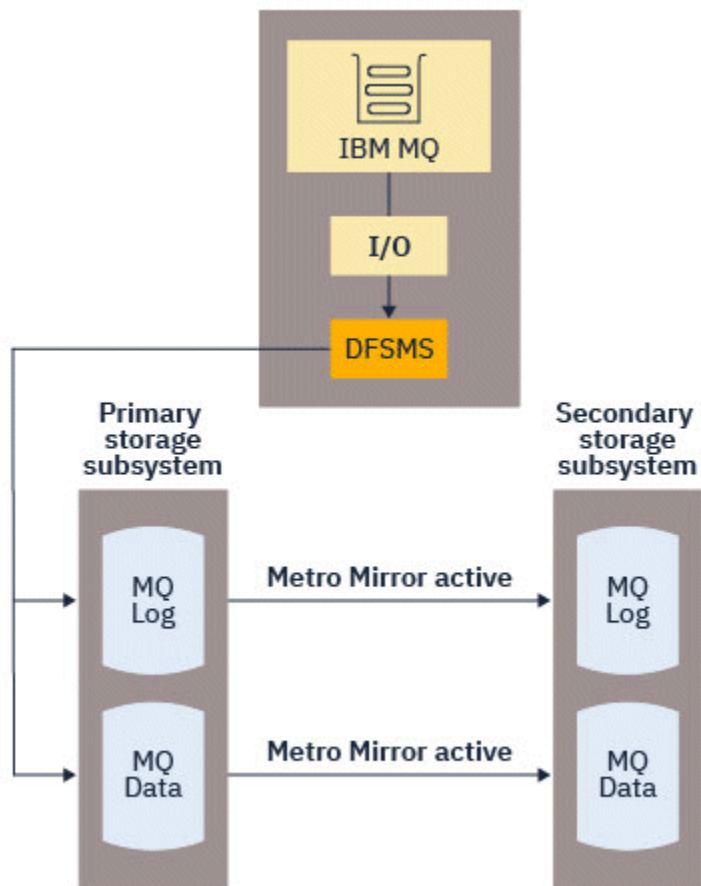 IBM MQ
I/O
DFSMS
Primary
storage
subsystem
Secondary
storage
subsystem
MQ
Log
Metro Mirror active
MQ
Log
MQ
Data
Metro Mirror active
MQ
Data